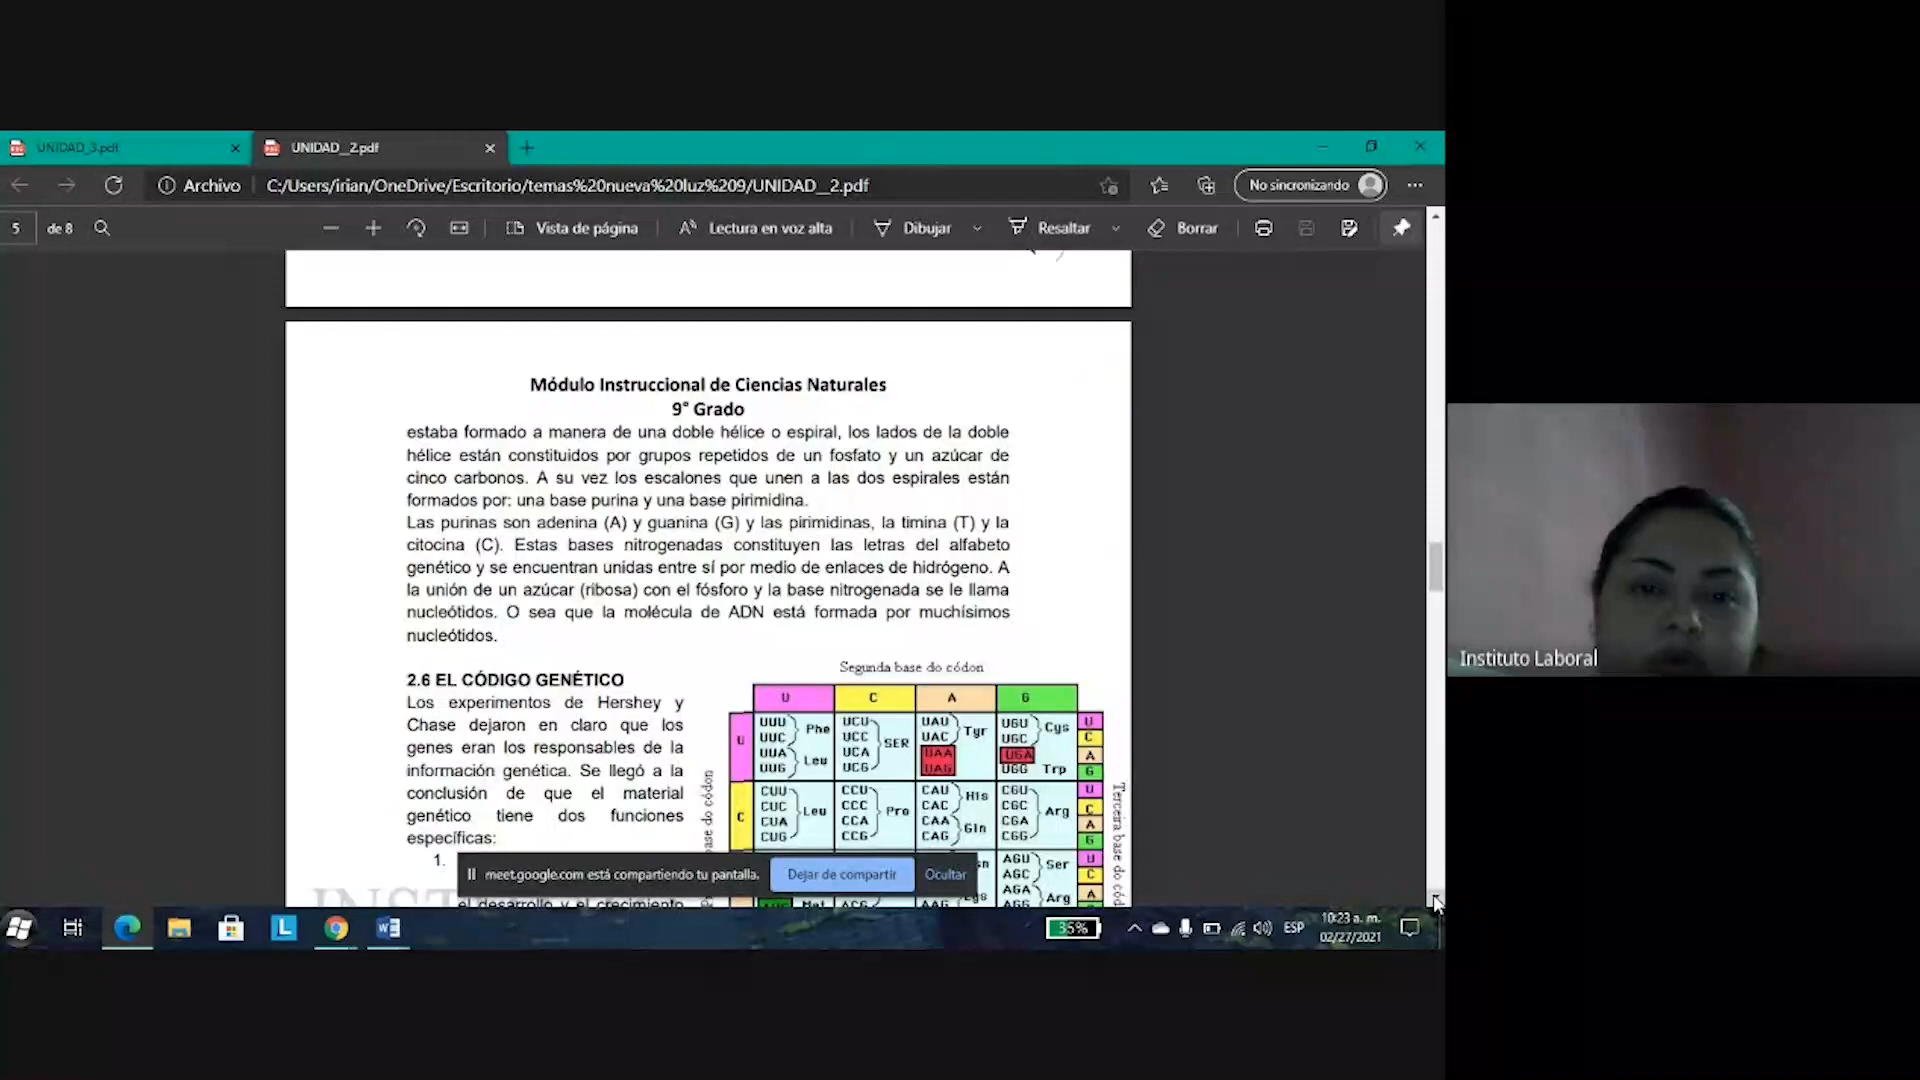 UNIDAD_3.pdf
UNIDAD__2.pdf
Archivo
C:/Users/irian/OneDrive/Escritorio/temas%20nueva%20luz%209/UNIDAD__2.pdf
No sincronizando
5 de 8
Vista de página
Lectura en voz alta
Dibujar
Resaltar
Borrar
Módulo Instruccional de Ciencias Naturales
9° Grado
estaba formado a manera de una doble hélice o espiral, los lados de la doble
hélice están constituidos por grupos repetidos de un fosfato y un azúcar de
cinco carbonos. A su vez los escalones que unen a las dos espirales están
formados por: una base purina y una base pirimidina.
Las purinas son adenina (A) y guanina (G) y las pirimidinas, la timina (T) y la
citocina (C). Estas bases nitrogenadas constituyen las letras del alfabeto
genético y se encuentran unidas entre sí por medio de enlaces de hidrógeno. A
la unión de un azúcar (ribosa) con el fósforo y la base nitrogenada se le llama
nucleótidos. O sea que la molécula de ADN está formada por muchísimos
nucleótidos.
2.6 EL CÓDIGO GENÉTICO
Los experimentos de Hershey y
Chase dejaron en claro que los
genes eran los responsables de la
información genética. Se llegó a la
conclusión de que el material
genético tiene dos funciones
específicas:
1.
el desarrollo y el crecimiento
Segunda base do códon
U C A G
U
UUU UUC Phe
UUA UUG Leu
UCU UCC UCA UCG SER
UAU UAC Tyr
UAA UAG
UGU UGC Cys
UGA
UGG Trp
U C A G
C
CUU CUC CUA CUG Leu
CCU CCC CCA CCG Pro
CAU CAC His
CAA CAG Gln
CGU CGC CGA CGG Arg
U C A G
AGU AGC Ser
AGA AGG Arg
U C A
ACG
AAG
base do códon
Terceira base do cód
meet.google.com está compartiendo tu pantalla.
Dejar de compartir
Ocultar
35%
ESP
10:23 a. m.
02/27/2021
Instituto Laboral